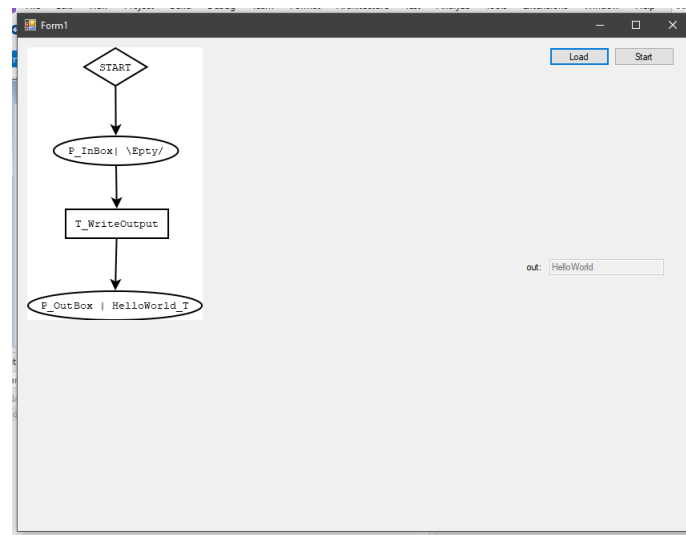 Form1
Load
Start
START
P_InBox| \Epty/
T_WriteOutput
out:
HelloWorld
P_OutBox | HelloWorld_T